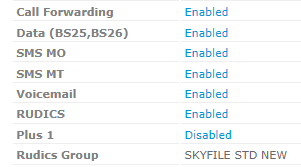 Call Forwarding Enabled
Data (BS25,BS26) Enabled
SMS MO Enabled
SMS MT Enabled
Voicemail Enabled
RUDICS Enabled
Plus 1 Disabled
Rudics Group SKYFILE STD NEW